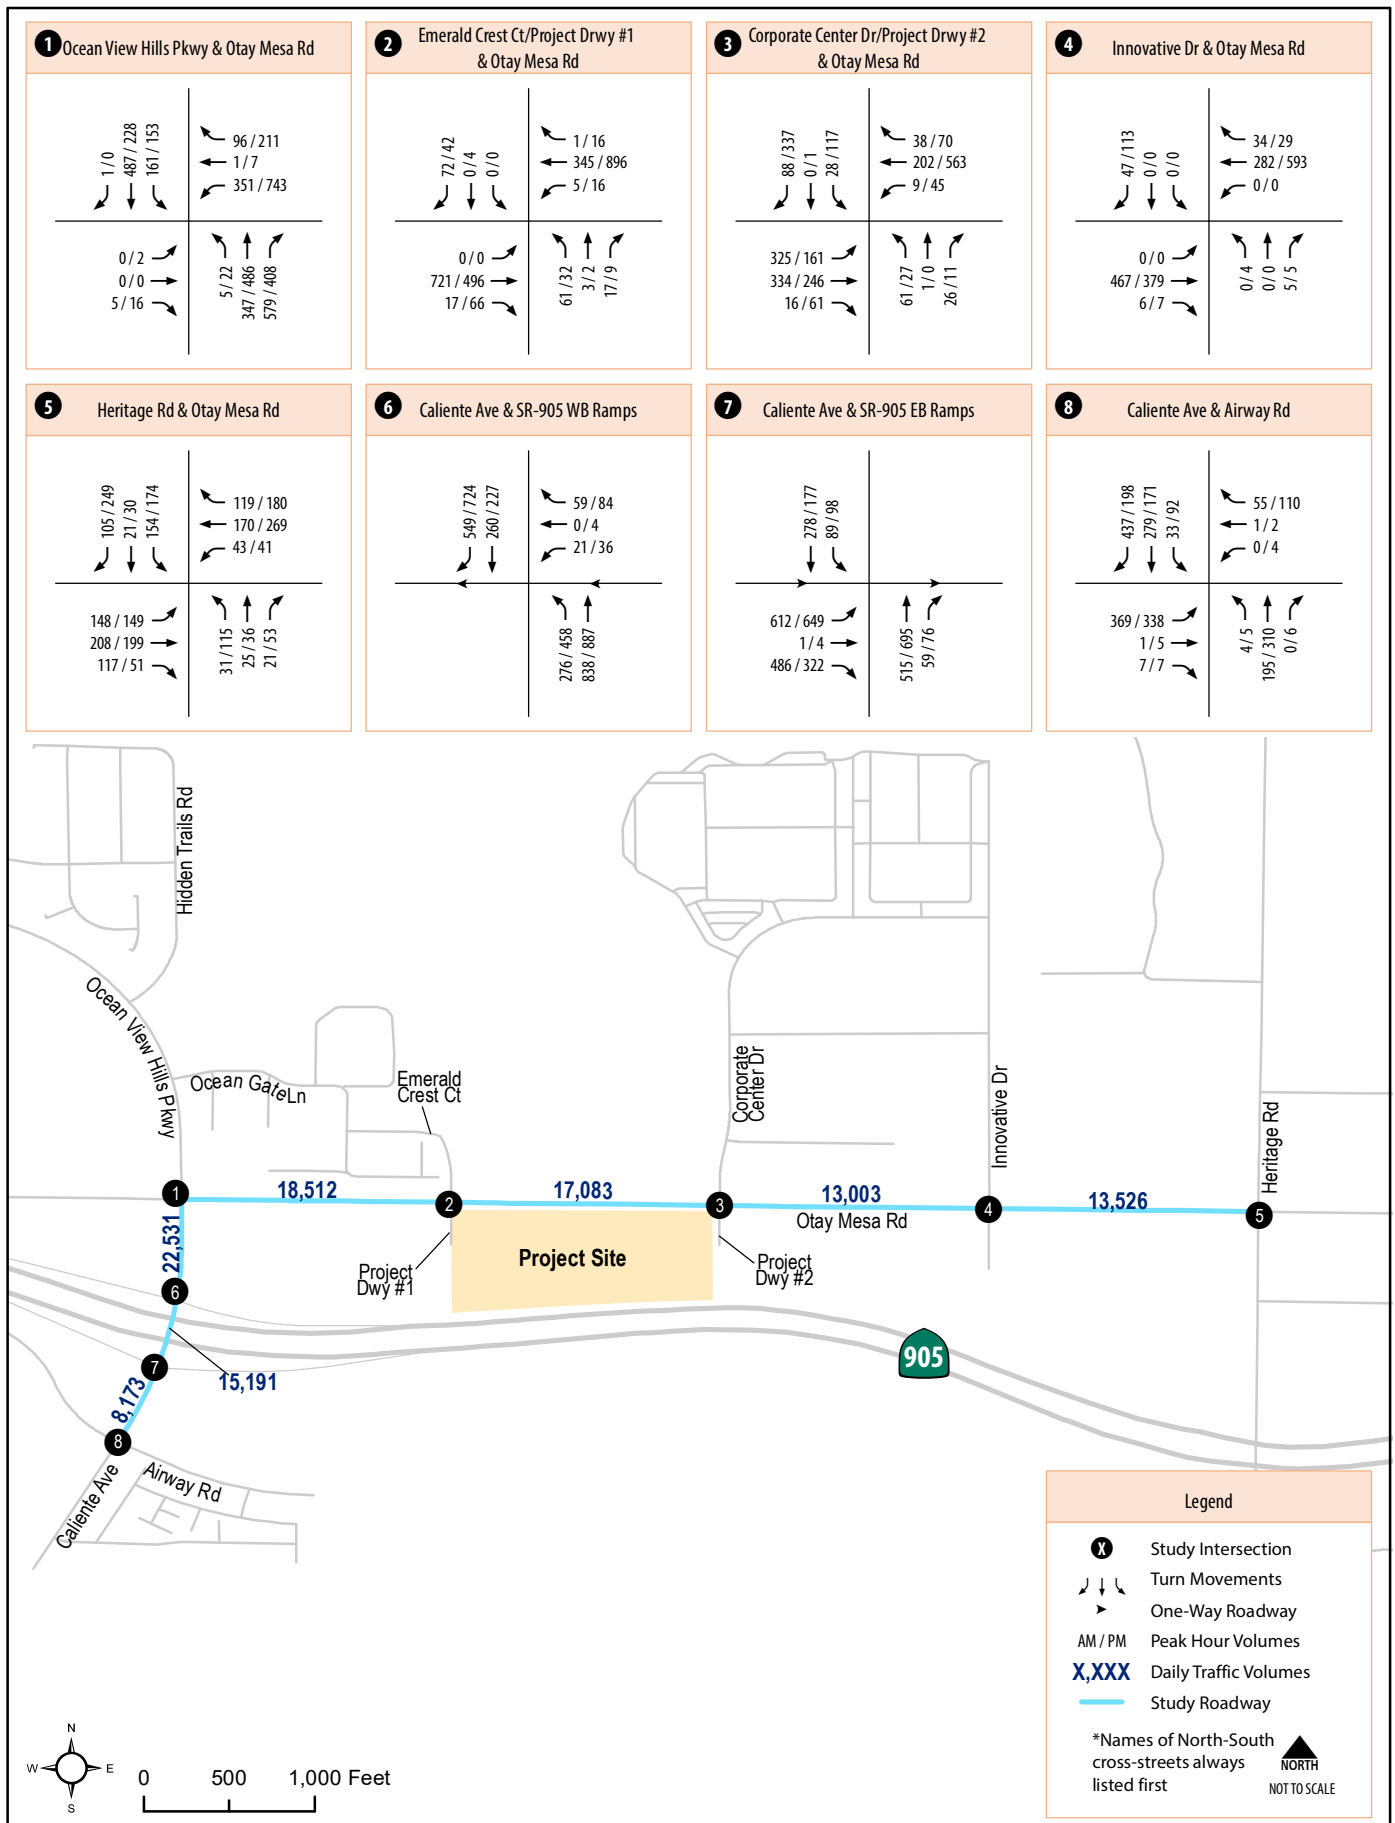 1 Ocean View Hills Pkwy & Otay Mesa Rd
1 / 0
487 / 228
161 / 153
96 / 211
1 / 7
351 / 743
0 / 2
0 / 0
5 / 16
5 / 22
347 / 486
579 / 408
2 Emerald Crest Ct/Project Drwy #1
& Otay Mesa Rd
72 / 42
0 / 4
0 / 0
1 / 16
345 / 896
5 / 16
0 / 0
721 / 496
17 / 66
61 / 32
3 / 2
17 / 9
3 Corporate Center Dr/Project Drwy #2
& Otay Mesa Rd
88 / 337
0 / 1
28 / 117
38 / 70
202 / 563
9 / 45
325 / 161
334 / 246
16 / 61
61 / 27
1 / 0
26 / 11
4 Innovative Dr & Otay Mesa Rd
47 / 113
0 / 0
0 / 0
34 / 29
282 / 593
0 / 0
0 / 0
467 / 379
6 / 7
0 / 4
0 / 0
5 / 5
5 Heritage Rd & Otay Mesa Rd
105 / 249
21 / 30
154 / 174
119 / 180
170 / 269
43 / 41
148 / 149
208 / 199
117 / 51
31 / 115
25 / 36
21 / 53
6 Caliente Ave & SR-905 WB Ramps
549 / 724
260 / 227
59 / 84
0 / 4
21 / 36
276 / 458
838 / 887
7 Caliente Ave & SR-905 EB Ramps
278 / 177
89 / 98
612 / 649
1 / 4
486 / 322
515 / 695
59 / 76
8 Caliente Ave & Airway Rd
437 / 198
279 / 171
33 / 92
55 / 110
1 / 2
0 / 4
369 / 338
1 / 5
7 / 7
4 / 5
195 / 310
0 / 6
Hidden Trails Rd
Ocean View Hills Pkwy
Ocean Gate Ln
Emerald
Crest Ct
Corporate
Center Dr
Innovative Dr
Heritage Rd
1
18,512
2
17,083
3
13,003
4
13,526
5
Otay Mesa Rd
22,531
Project Site
Project
Dwy #1
Project
Dwy #2
6
905
7
15,191
8,173
8
Airway Rd
Caliente Ave
Legend
X Study Intersection
Turn Movements
One-Way Roadway
AM / PM Peak Hour Volumes
X,XXX Daily Traffic Volumes
Study Roadway
*Names of North-South
cross-streets always
listed first
NORTH
NOT TO SCALE
N
W E
S
0 500 1,000 Feet